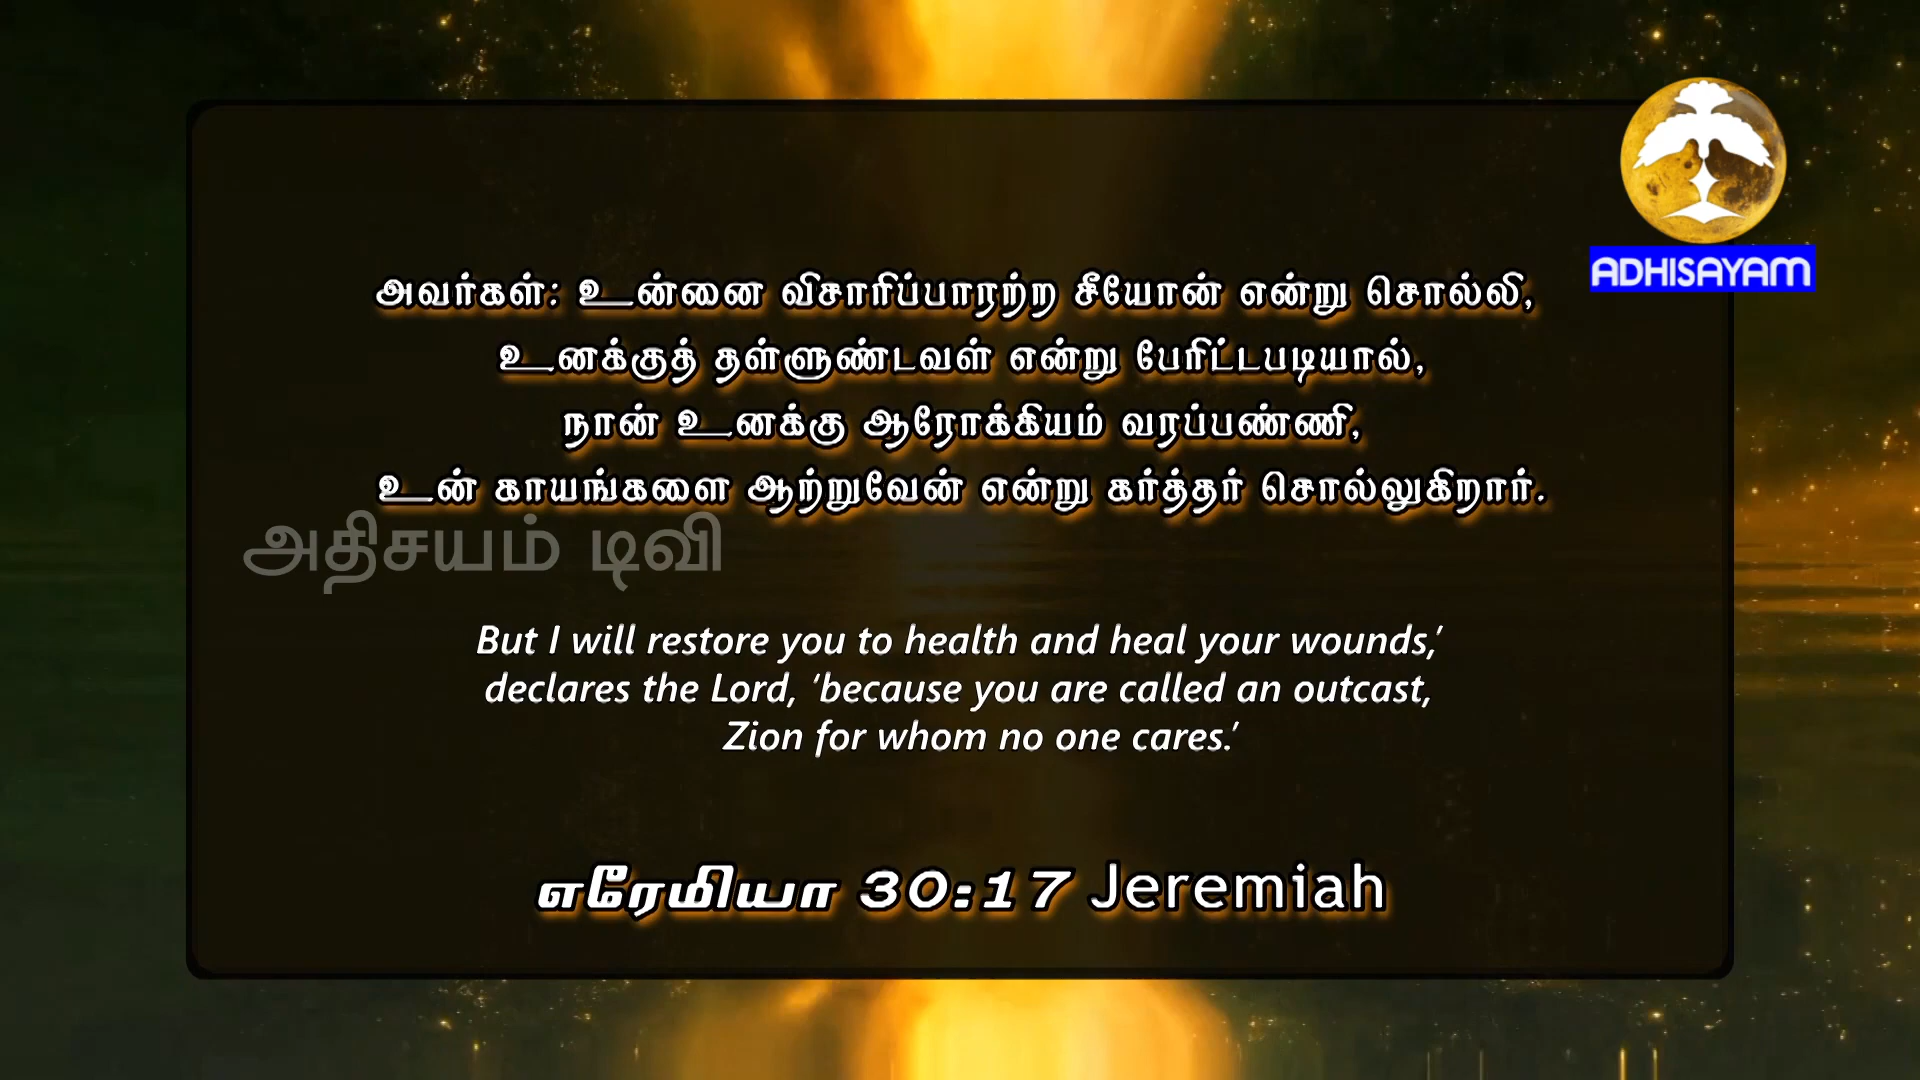 ADHISAYAM
அவர்கள்: உன்னை விசாரிப்பாரற்ற சீயோன் என்று சொல்லி,
உனக்குத் தள்ளுண்டவள் என்று பேரிட்டபடியால்,
நான் உனக்கு ஆரோக்கியம் வரப்பண்ணி,
உன் காயங்களை ஆற்றுவேன் என்று கர்த்தர் சொல்லுகிறார்.
அதிசயம் டிவி
But I will restore you to health and heal your wounds,’
declares the Lord, ‘because you are called an outcast,
Zion for whom no one cares.’
எரேமியா 30:17 Jeremiah